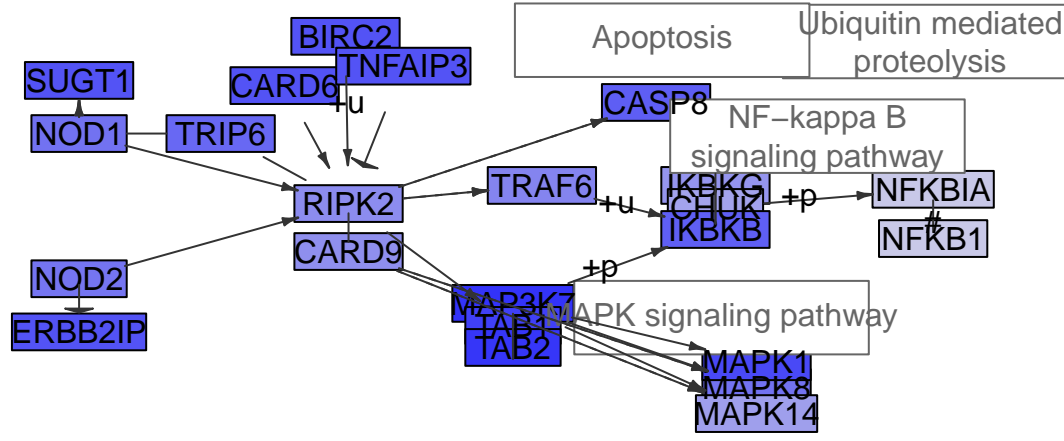 BIRC2
Apoptosis
Ubiquitin mediated
proteolysis
TNFAIP3
SUGT1
CARD6
+u
CASP8
NOD1
TRIP6
NF−kappa B
signaling pathway
RIPK2
TRAF6
+u
IKBKG
CHUK
IKBKB
+p
NFKBIA
#
NFKB1
CARD9
+p
NOD2
ERBB2IP
MAP3K7
TAB1
TAB2
MAPK signaling pathway
MAPK1
MAPK8
MAPK14